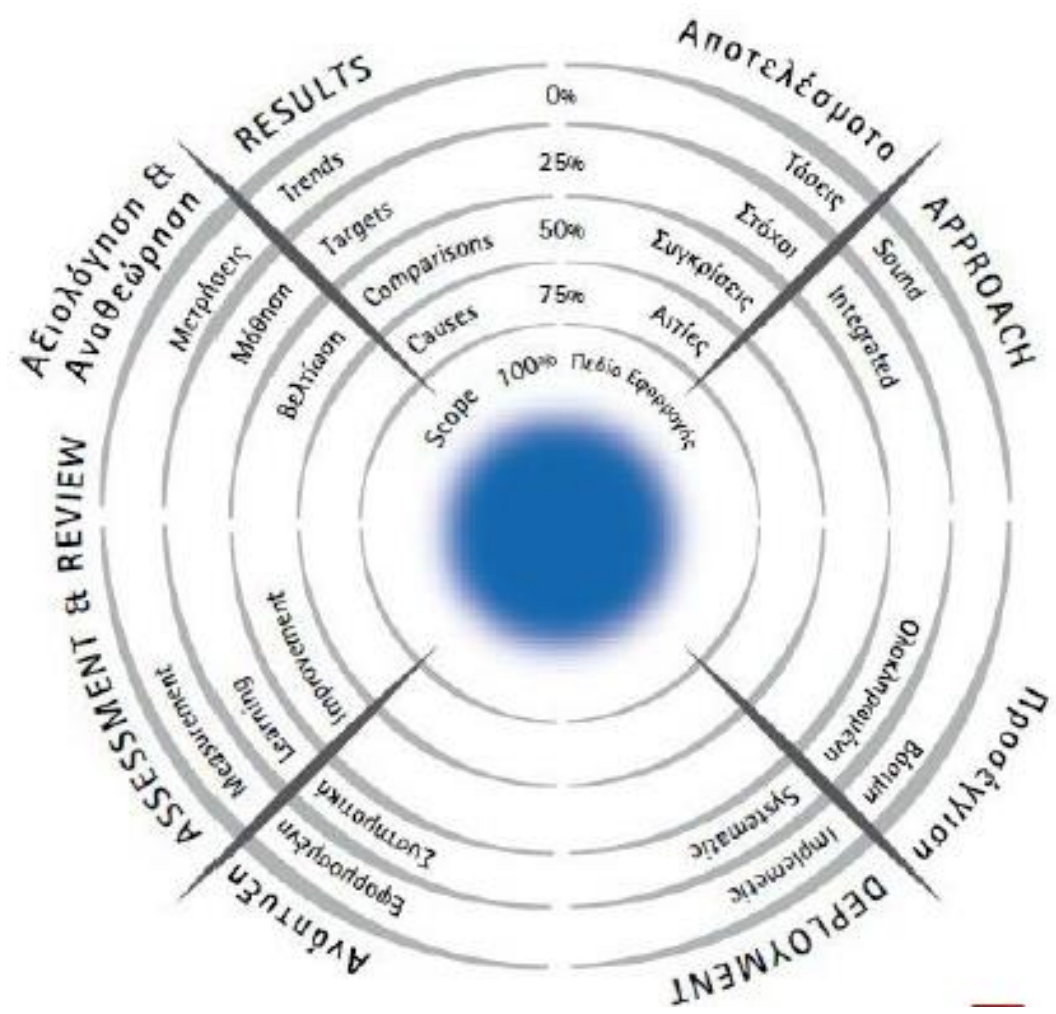 RESULTS
Αποτελέσματα
0%
25%
50%
75%
100%
Trends
Targets
Comparisons
Causes
Scope
Τάσεις
Στόχοι
Συγκρίσεις
Αιτίες
Πεδίο Εφαρμογής
APPROACH
Sound
Integrated
Προσέγγιση
Βάσιμη
Ολοκληρωμένη
DEPLOYMENT
Implemetic
Systematic
Ανάπτυξη
Εφαρμοσμένη
Συστηματική
ASSESSMENT & REVIEW
Measurement
Learning
Improvement
Αξιολόγηση &
Αναθεώρηση
Μετρήσεις
Μάθηση
Βελτίωση